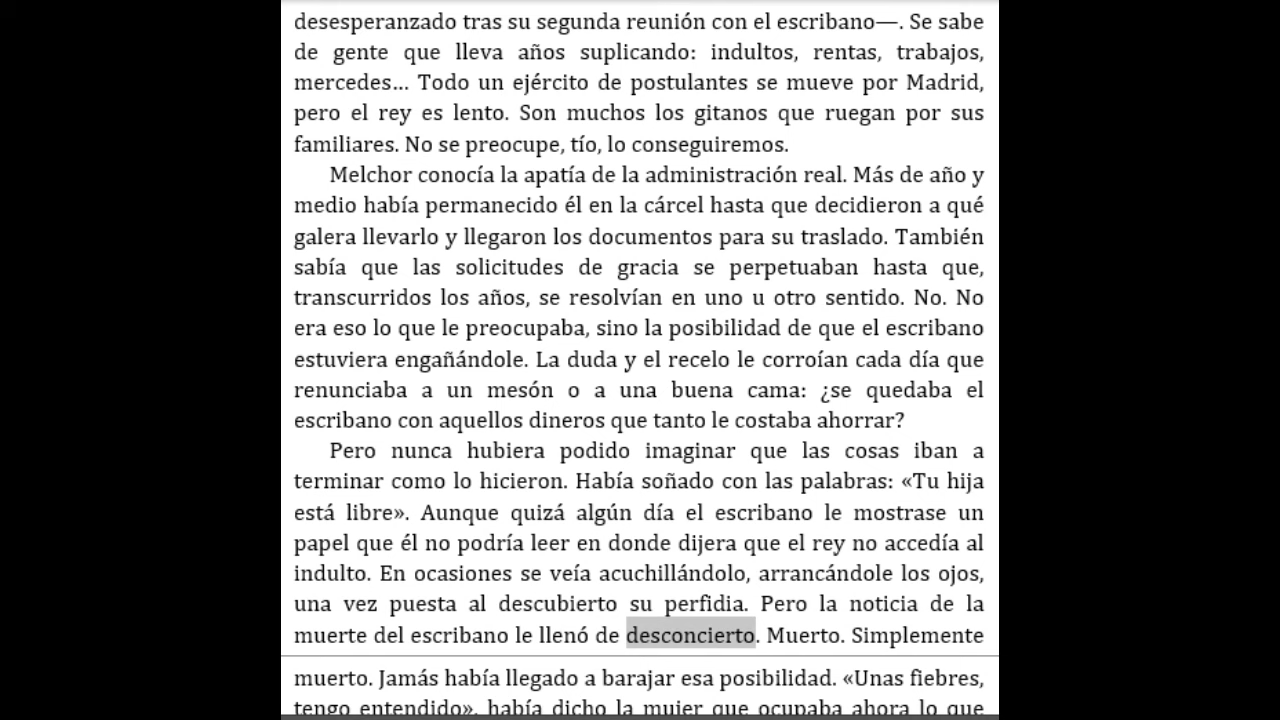 desesperanzado tras su segunda reunión con el escribano—. Se sabe
de gente que lleva años suplicando: indultos, rentas, trabajos,
mercedes... Todo un ejército de postulantes se mueve por Madrid,
pero el rey es lento. Son muchos los gitanos que ruegan por sus
familiares. No se preocupe, tío, lo conseguiremos.
Melchor conocía la apatía de la administración real. Más de año y
medio había permanecido él en la cárcel hasta que decidieron a qué
galera llevarlo y llegaron los documentos para su traslado. También
sabía que las solicitudes de gracia se perpetuaban hasta que,
transcurridos los años, se resolvían en uno u otro sentido. No. No
era eso lo que le preocupaba, sino la posibilidad de que el escribano
estuviera engañándole. La duda y el recelo le corroían cada día que
renunciaba a un mesón o a una buena cama: ¿se quedaba el
escribano con aquellos dineros que tanto le costaba ahorrar?
Pero nunca hubiera podido imaginar que las cosas iban a
terminar como lo hicieron. Había soñado con las palabras: «Tu hija
está libre». Aunque quizá algún día el escribano le mostrase un
papel que él no podría leer en donde dijera que el rey no accedía al
indulto. En ocasiones se veía acuchillándolo, arrancándole los ojos,
una vez puesta al descubierto su perfidia. Pero la noticia de la
muerte del escribano le llenó de desconcierto. Muerto. Simplemente
muerto. Jamás había llegado a barajar esa posibilidad. «Unas fiebres,
tengo entendido», había dicho la mujer que ocupaba ahora lo que